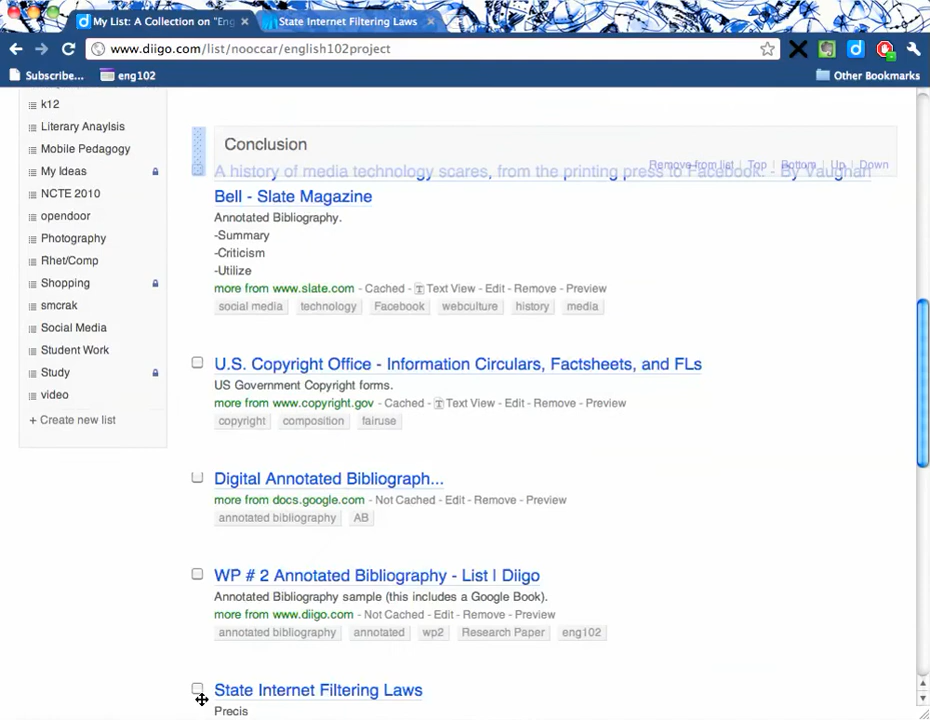 My List: A Collection on "Eng
State Internet Filtering Laws
www.diigo.com/list/nooccar/english102project
Subscribe...
eng102
Other Bookmarks
k12
Literary Anaylsis
Mobile Pedagogy
My Ideas
NCTE 2010
opendoor
Photography
Rhet/Comp
Shopping
smcrak
Social Media
Student Work
Study
video
+ Create new list
Conclusion
Remove from list | Top | Bottom | Up | Down
A history of media technology scares, from the printing press to Facebook. - By Vaughan
Bell - Slate Magazine
Annotated Bibliography.
-Summary
-Criticism
-Utilize
more from www.slate.com - Cached - T Text View - Edit - Remove - Preview
social media technology Facebook webculture history media
U.S. Copyright Office - Information Circulars, Factsheets, and FLs
US Government Copyright forms.
more from www.copyright.gov - Cached - T Text View - Edit - Remove - Preview
copyright composition fairuse
Digital Annotated Bibliograph...
more from docs.google.com - Not Cached - Edit - Remove - Preview
annotated bibliography AB
WP # 2 Annotated Bibliography - List | Diigo
Annotated Bibliography sample (this includes a Google Book).
more from www.diigo.com - Not Cached - Edit - Remove - Preview
annotated bibliography annotated wp2 Research Paper eng102
State Internet Filtering Laws
Precis